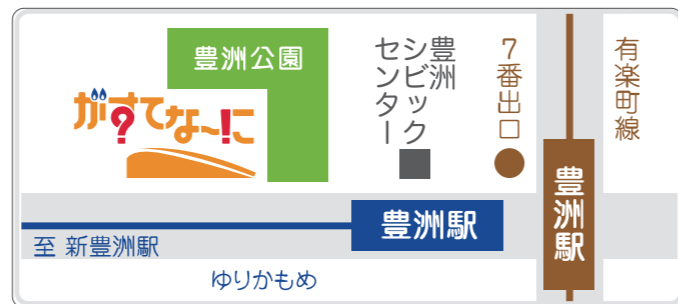 豊洲公園
がすてな〜に
?
!
豊洲
シビック
センター
7番出口
有楽町線
豊洲駅
豊洲駅
至 新豊洲駅
ゆりかもめ